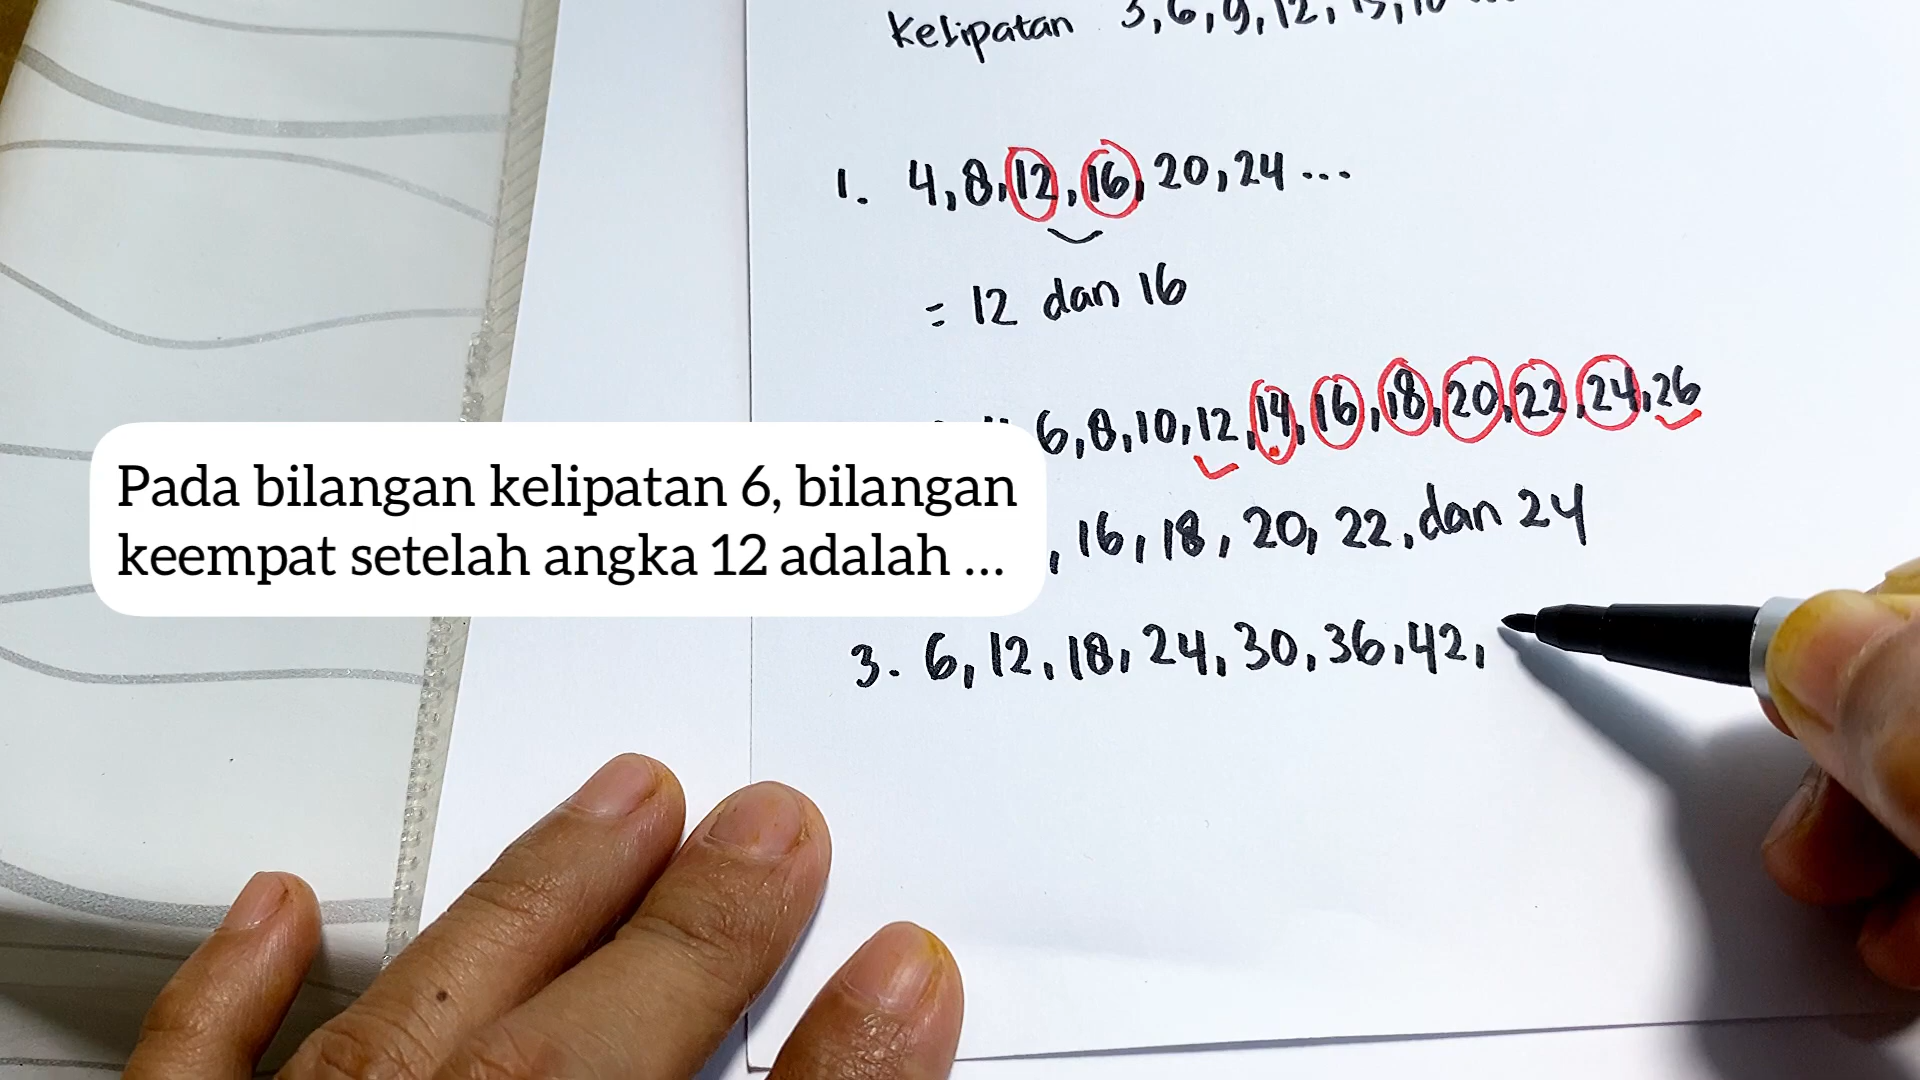 Kelipatan 3, 6, 9, 12, 15, 18 ...
1. 4, 8, 12, 16, 20, 24 ...
= 12 dan 16
6, 8, 10, 12, 14, 16, 18, 20, 22, 24, 26
, 16, 18, 20, 22, dan 24
Pada bilangan kelipatan 6, bilangan
keempat setelah angka 12 adalah ...
3. 6, 12, 18, 24, 30, 36, 42,